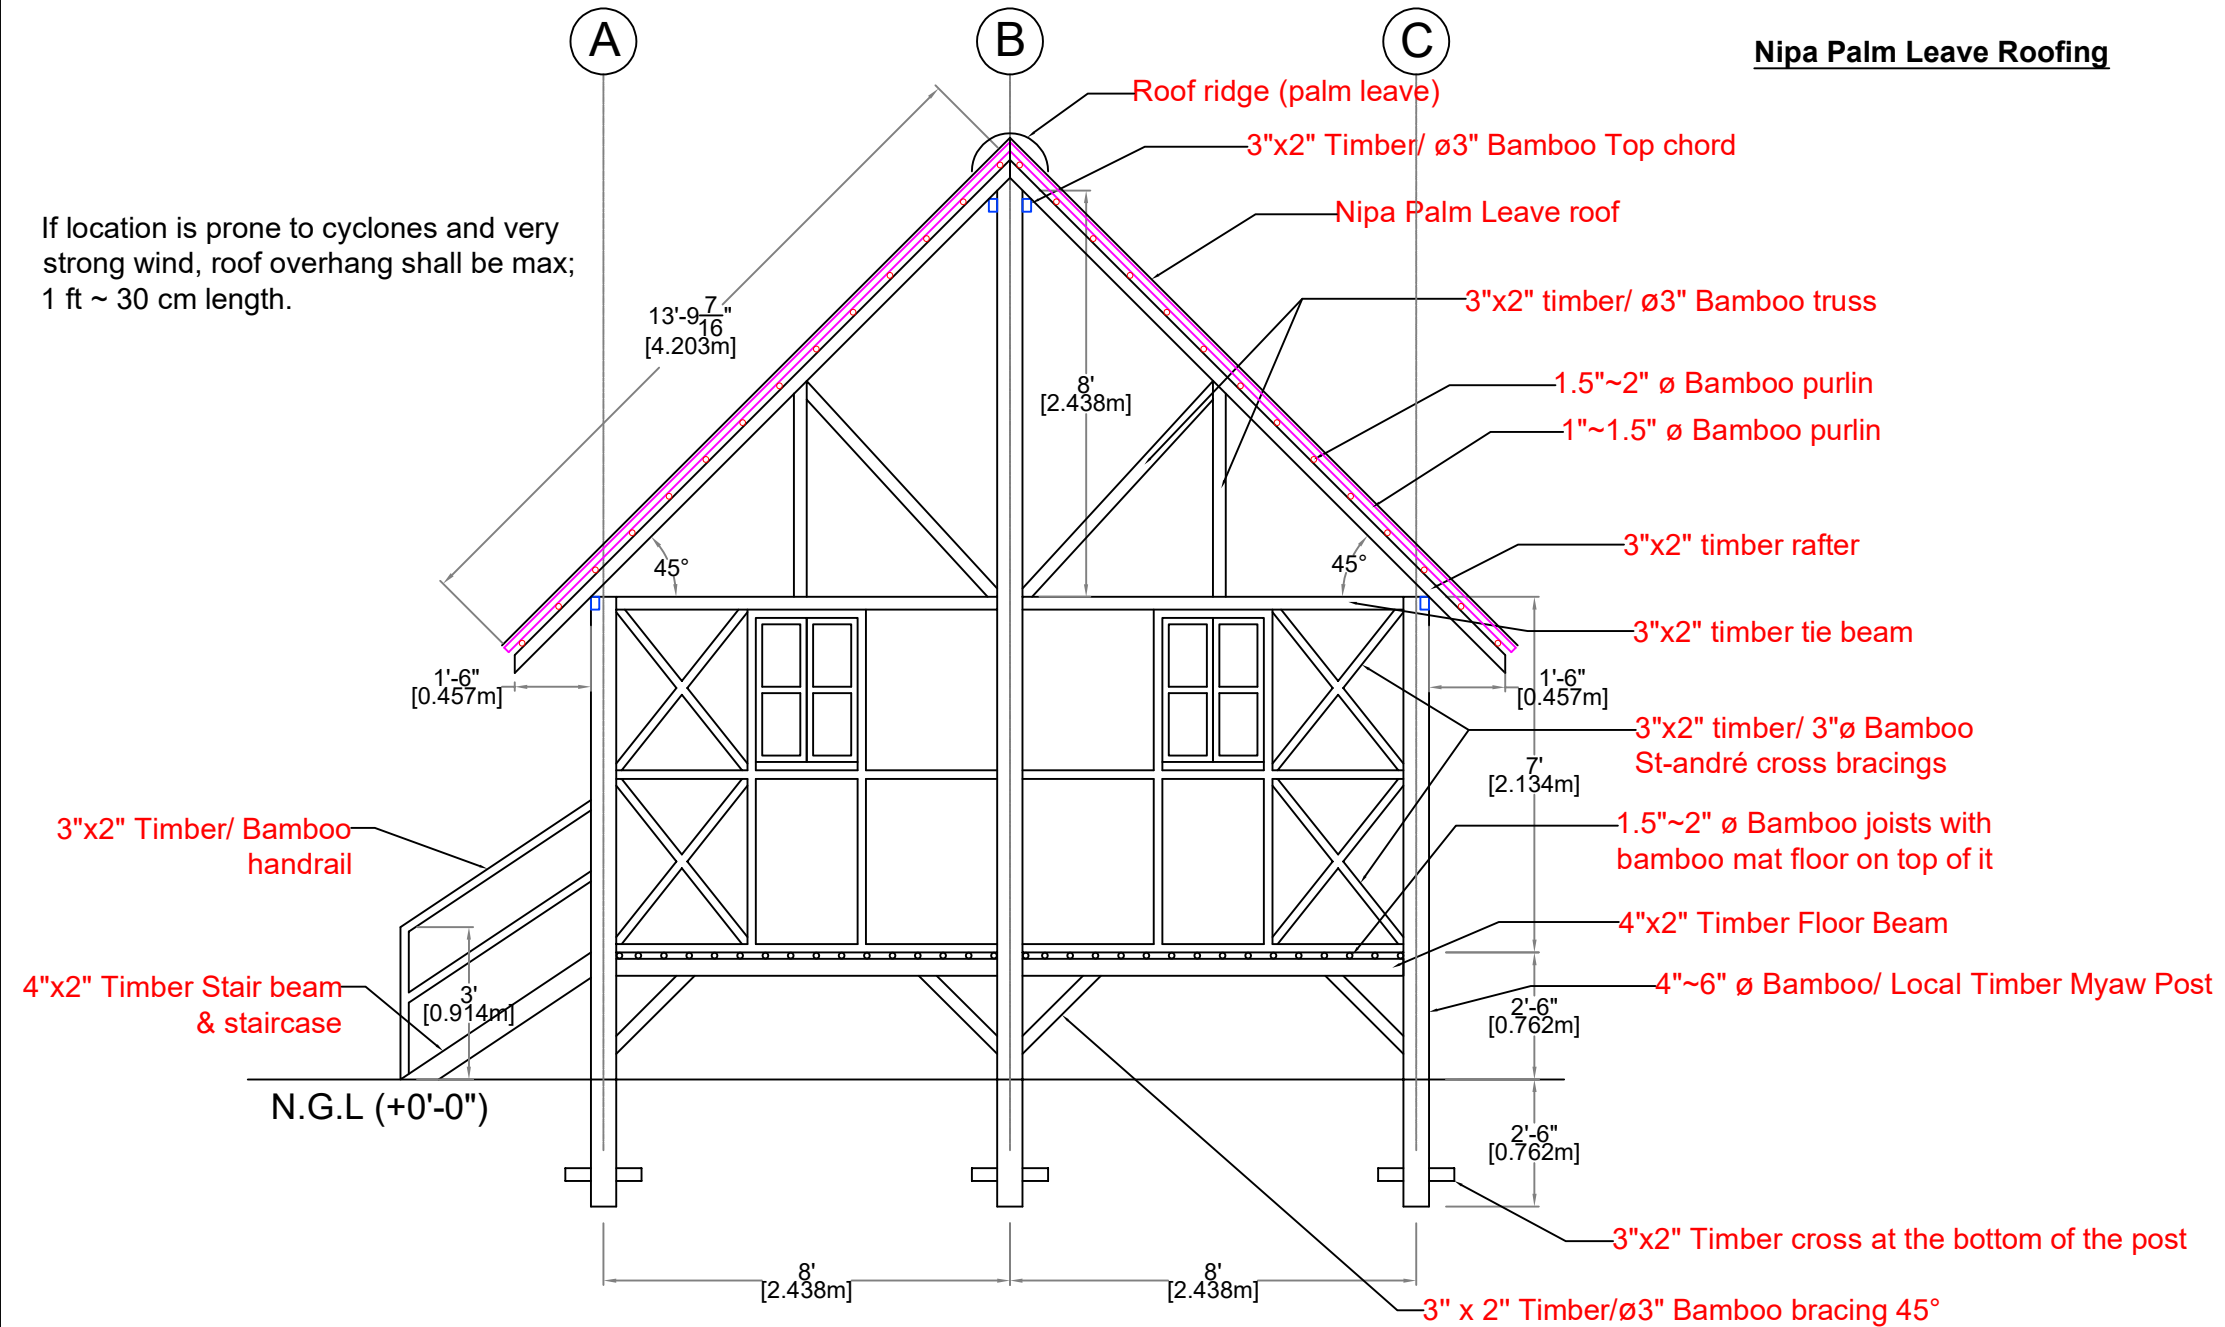 A
B
C
Nipa Palm Leave Roofing
Roof ridge (palm leave)
3"x2" Timber/ ø3" Bamboo Top chord
Nipa Palm Leave roof
If location is prone to cyclones and very
strong wind, roof overhang shall be max;
1 ft ~ 30 cm length.
13'-9 7/16"
[4.203m]
3"x2" timber/ ø3" Bamboo truss
8'
[2.438m]
1.5"~2" ø Bamboo purlin
1"~1.5" ø Bamboo purlin
45°
45°
3"x2" timber rafter
3"x2" timber tie beam
1'-6"
[0.457m]
1'-6"
[0.457m]
3"x2" timber/ 3"ø Bamboo
St-andré cross bracings
7'
[2.134m]
3"x2" Timber/ Bamboo
handrail
1.5"~2" ø Bamboo joists with
bamboo mat floor on top of it
4"x2" Timber Floor Beam
4"x2" Timber Stair beam
& staircase
3'
[0.914m]
4"~6" ø Bamboo/ Local Timber Myaw Post
2'-6"
[0.762m]
N.G.L (+0'-0")
2'-6"
[0.762m]
3"x2" Timber cross at the bottom of the post
8'
[2.438m]
8'
[2.438m]
3" x 2" Timber/ø3" Bamboo bracing 45°